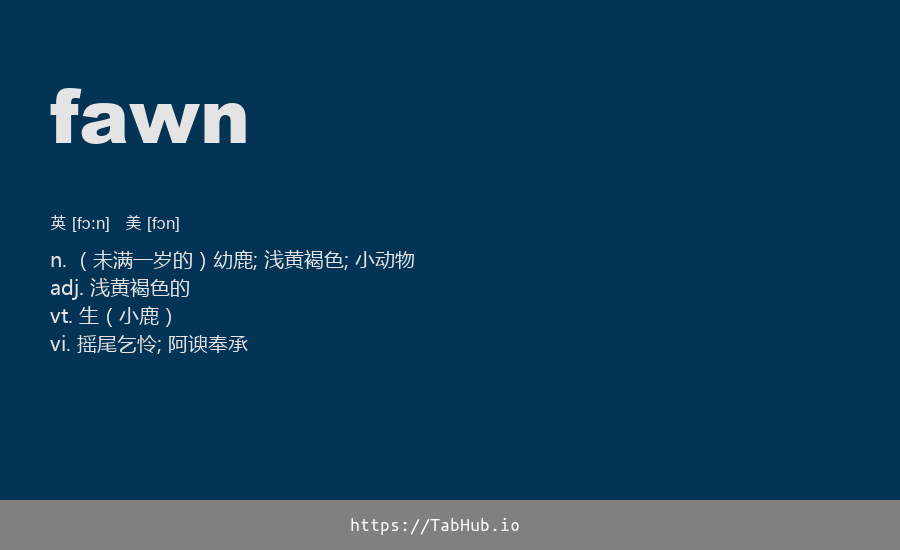 fawn
英 [fɔ:n]   美 [fɔn]
n. （未满一岁的）幼鹿; 浅黄褐色; 小动物
adj. 浅黄褐色的
vt. 生（小鹿）
vi. 摇尾乞怜; 阿谀奉承
https://TabHub.io